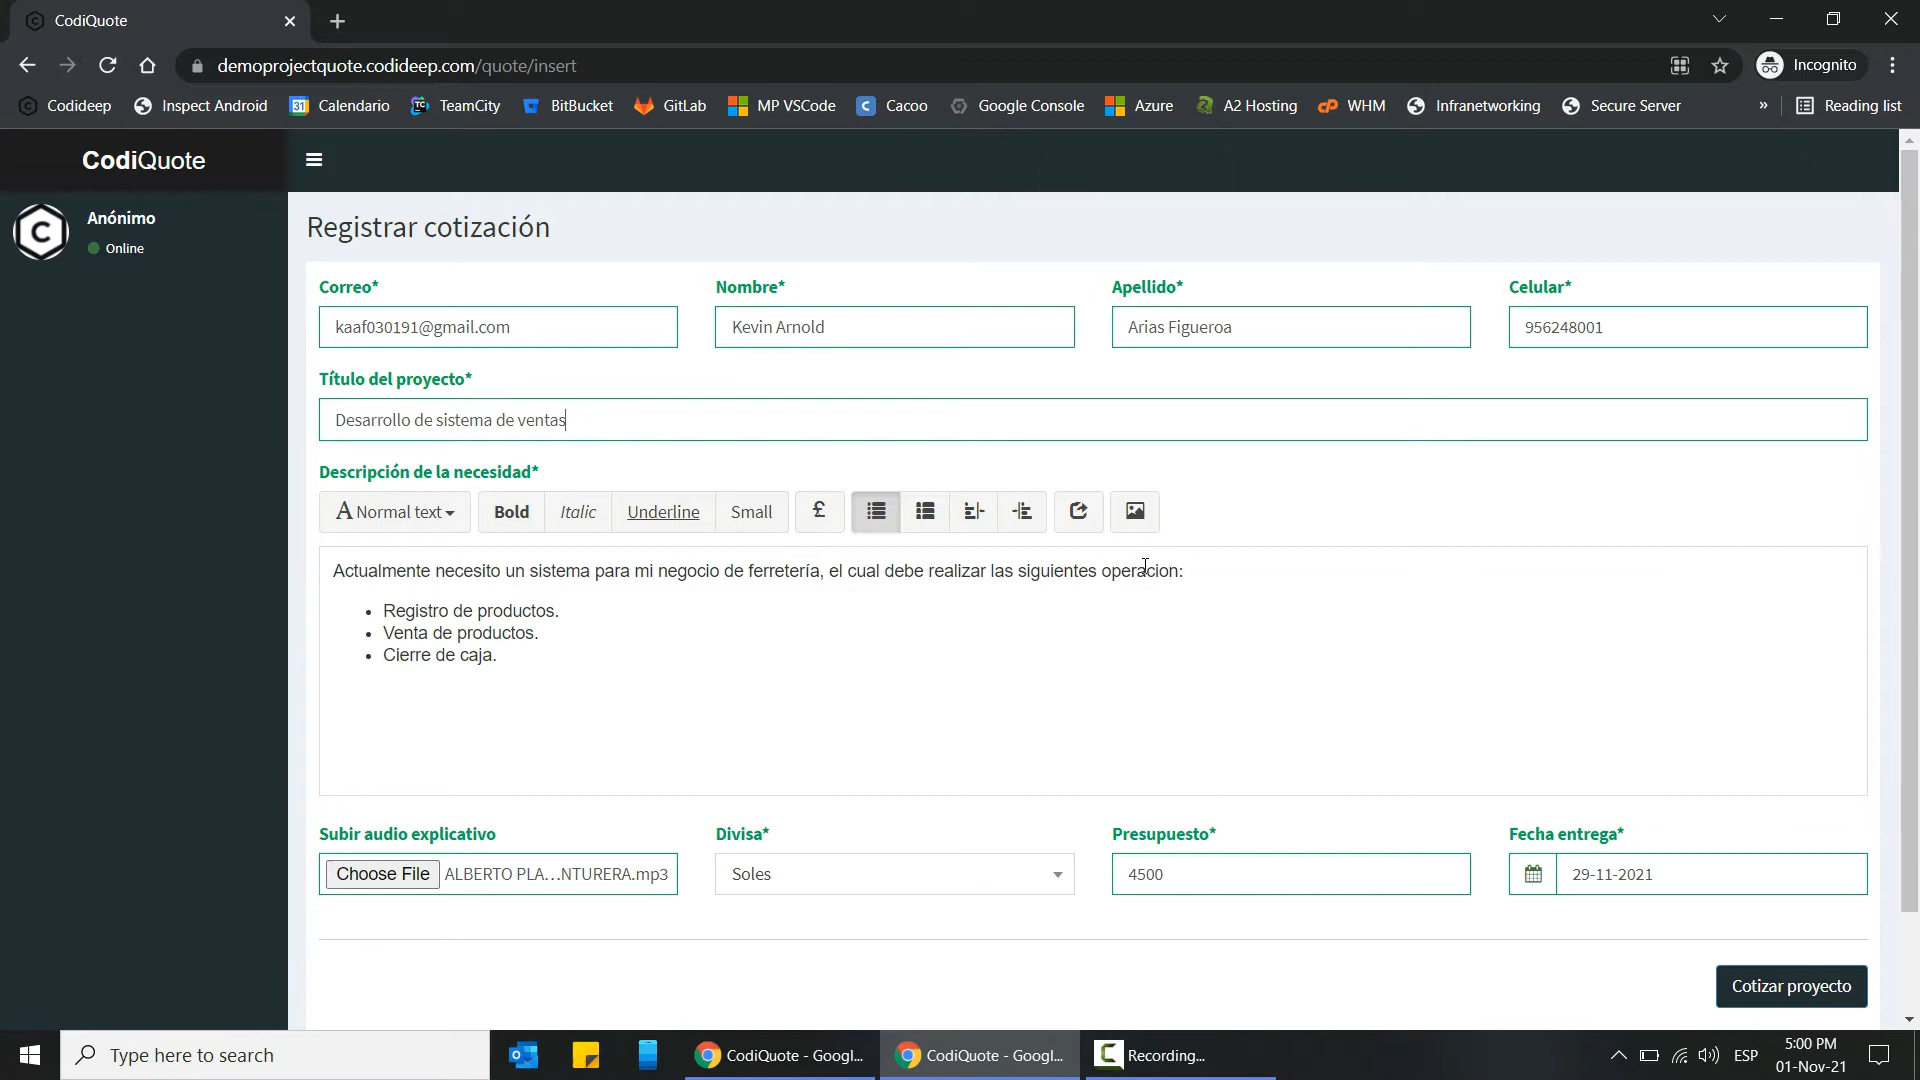 CodiQuote
demoprojectquote.codideep.com/quote/insert
Incognito
Codideep Inspect Android 31 Calendario TC TeamCity BitBucket GitLab MP VSCode C Cacoo Google Console Azure A2 Hosting cP WHM Infranetworking Secure Server » Reading list
CodiQuote
C Anónimo
Online
Registrar cotización
Correo* Nombre* Apellido* Celular*
kaaf030191@gmail.com Kevin Arnold Arias Figueroa 956248001
Título del proyecto*
Desarrollo de sistema de ventas
Descripción de la necesidad*
A Normal text Bold Italic Underline Small £
Actualmente necesito un sistema para mi negocio de ferretería, el cual debe realizar las siguientes operacion:
• Registro de productos.
• Venta de productos.
• Cierre de caja.
Subir audio explicativo Divisa* Presupuesto* Fecha entrega*
Choose File ALBERTO PLA...NTURERA.mp3 Soles 4500 29-11-2021
Cotizar proyecto
Type here to search CodiQuote - Googl... CodiQuote - Googl... C Recording... ESP
5:00 PM
01-Nov-21